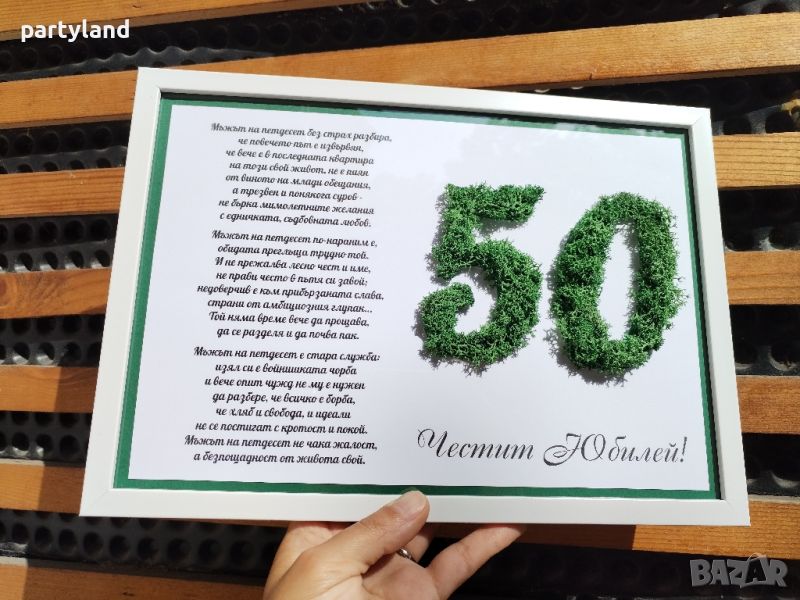 partyland
Мъжът на петдесет без страх разбира,
че повечето път е извървян,
че вече е в последната квартира
на този свой живот, не е пиян
от виното на млади обещания,
а трезвен и понякога суров -
не бърка мимолетните желания
с едничката, съдбовната любов.
Мъжът на петдесет по-нараним е,
обидата преглъща трудно той.
И не прежалва лесно чест и име,
не прави често в пътя си завой;
недоверчив е към прибързаната слава,
страни от амбициозния глупак...
Той няма време вече да прощава,
да се разделя и да почва пак.
Мъжът на петдесет е стара служба:
изял си е войнишката чорба
и вече опит чужд не му е нужен
да разбере, че всичко е борба,
че хляб и свобода, и идеали
не се постигат с кротост и покой.
Мъжът на петдесет не чака жалост,
а безпощадност от живота свой.
50
Честит Юбилей!
BAZAR